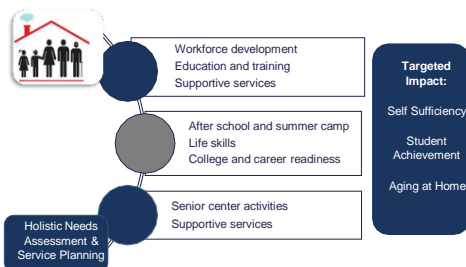 Workforce development
Education and training
Supportive services
After school and summer camp
Life skills
College and career readiness
Senior center activities
Supportive services
Holistic Needs
Assessment &
Service Planning
Targeted
Impact:
Self Sufficiency
Student
Achievement
Aging at Home